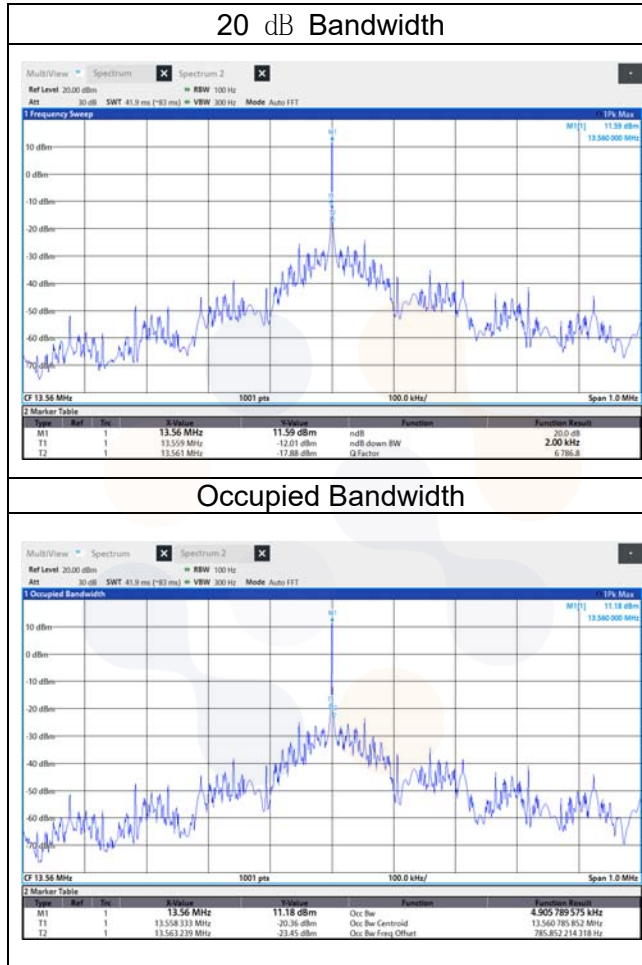 20 dB Bandwidth
MultiView Spectrum Spectrum 2
Ref Level 20.00 dBm RBW 100 Hz
Att 30 dB SWT 41.9 ms (~83 ms) VBW 300 Hz Mode Auto FFT
1 Frequency Sweep 1Pk Max
M1[1] 11.59 dBm
13.560 000 MHz
M1
10 dBm
0 dBm
-10 dBm
-20 dBm
-30 dBm
-40 dBm
-50 dBm
-60 dBm
-70 dBm
CF 13.56 MHz 1001 pts 100.0 kHz/ Span 1.0 MHz
2 Marker Table
Type Ref Trc X-Value Y-Value Function Function Result
M1 1 13.56 MHz 11.59 dBm ndB 20.0 dB
T1 1 13.559 MHz -12.01 dBm ndB down BW 2.00 kHz
T2 1 13.561 MHz -17.88 dBm Q Factor 6 786.8
Occupied Bandwidth
MultiView Spectrum Spectrum 2
Ref Level 20.00 dBm RBW 100 Hz
Att 30 dB SWT 41.9 ms (~83 ms) VBW 300 Hz Mode Auto FFT
1 Occupied Bandwidth 1Pk Max
M1[1] 11.18 dBm
13.560 000 MHz
M1
10 dBm
0 dBm
-10 dBm
-20 dBm
-30 dBm
-40 dBm
-50 dBm
-60 dBm
-70 dBm
CF 13.56 MHz 1001 pts 100.0 kHz/ Span 1.0 MHz
2 Marker Table
Type Ref Trc X-Value Y-Value Function Function Result
M1 1 13.56 MHz 11.18 dBm Occ Bw 4.905 789 575 kHz
T1 1 13.558 333 MHz -20.36 dBm Occ Bw Centroid 13.560 785 852 MHz
T2 1 13.563 239 MHz -23.45 dBm Occ Bw Freq Offset 785.852 214 318 Hz